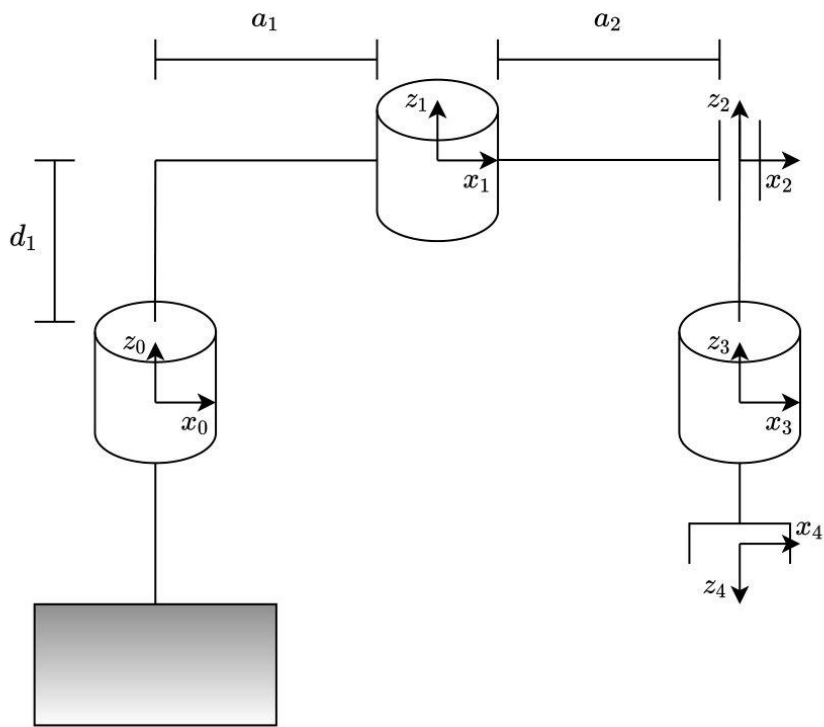 a₁ a₂
z₁ z₂
x₁ x₂
d₁
z₀ z₃
x₀ x₃
x₄
z₄